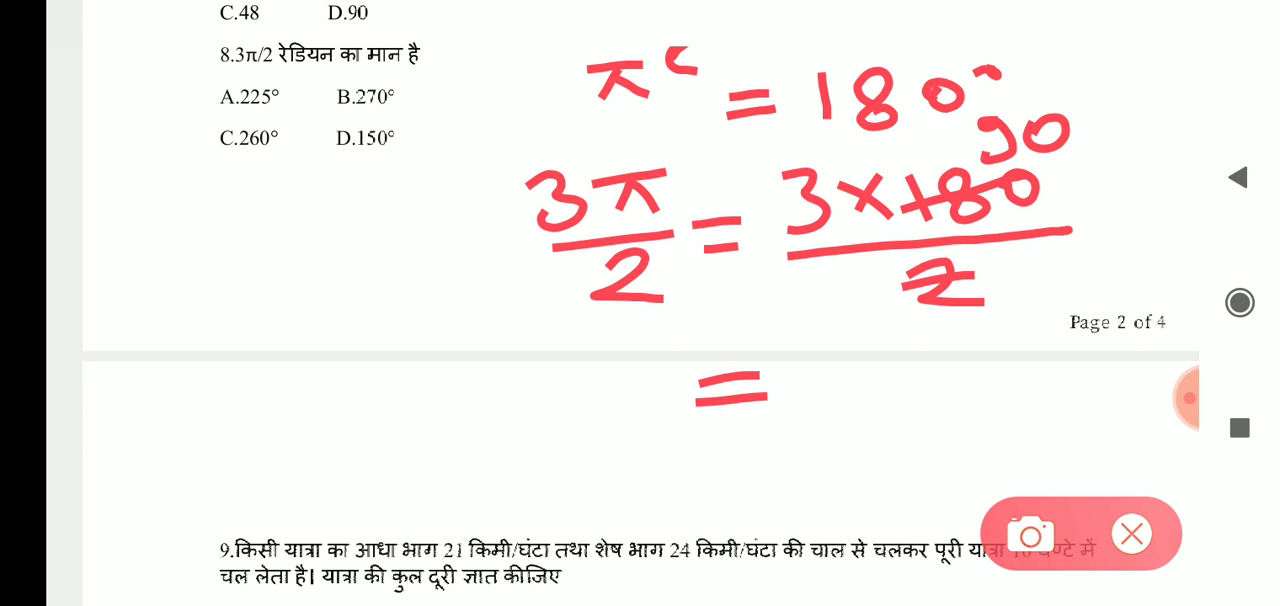 C.48 D.90
8.3π/2 रेडियन का मान है
A.225° B.270°
C.260° D.150°
π^c = 180°
90
3π/2 = 3×180/2
=
Page 2 of 4
9.किसी यात्रा का आधा भाग 21 किमी/घंटा तथा शेष भाग 24 किमी/घंटा की चाल से चलकर पूरी में
चल लेता है। यात्रा की कुल दूरी ज्ञात कीजिए